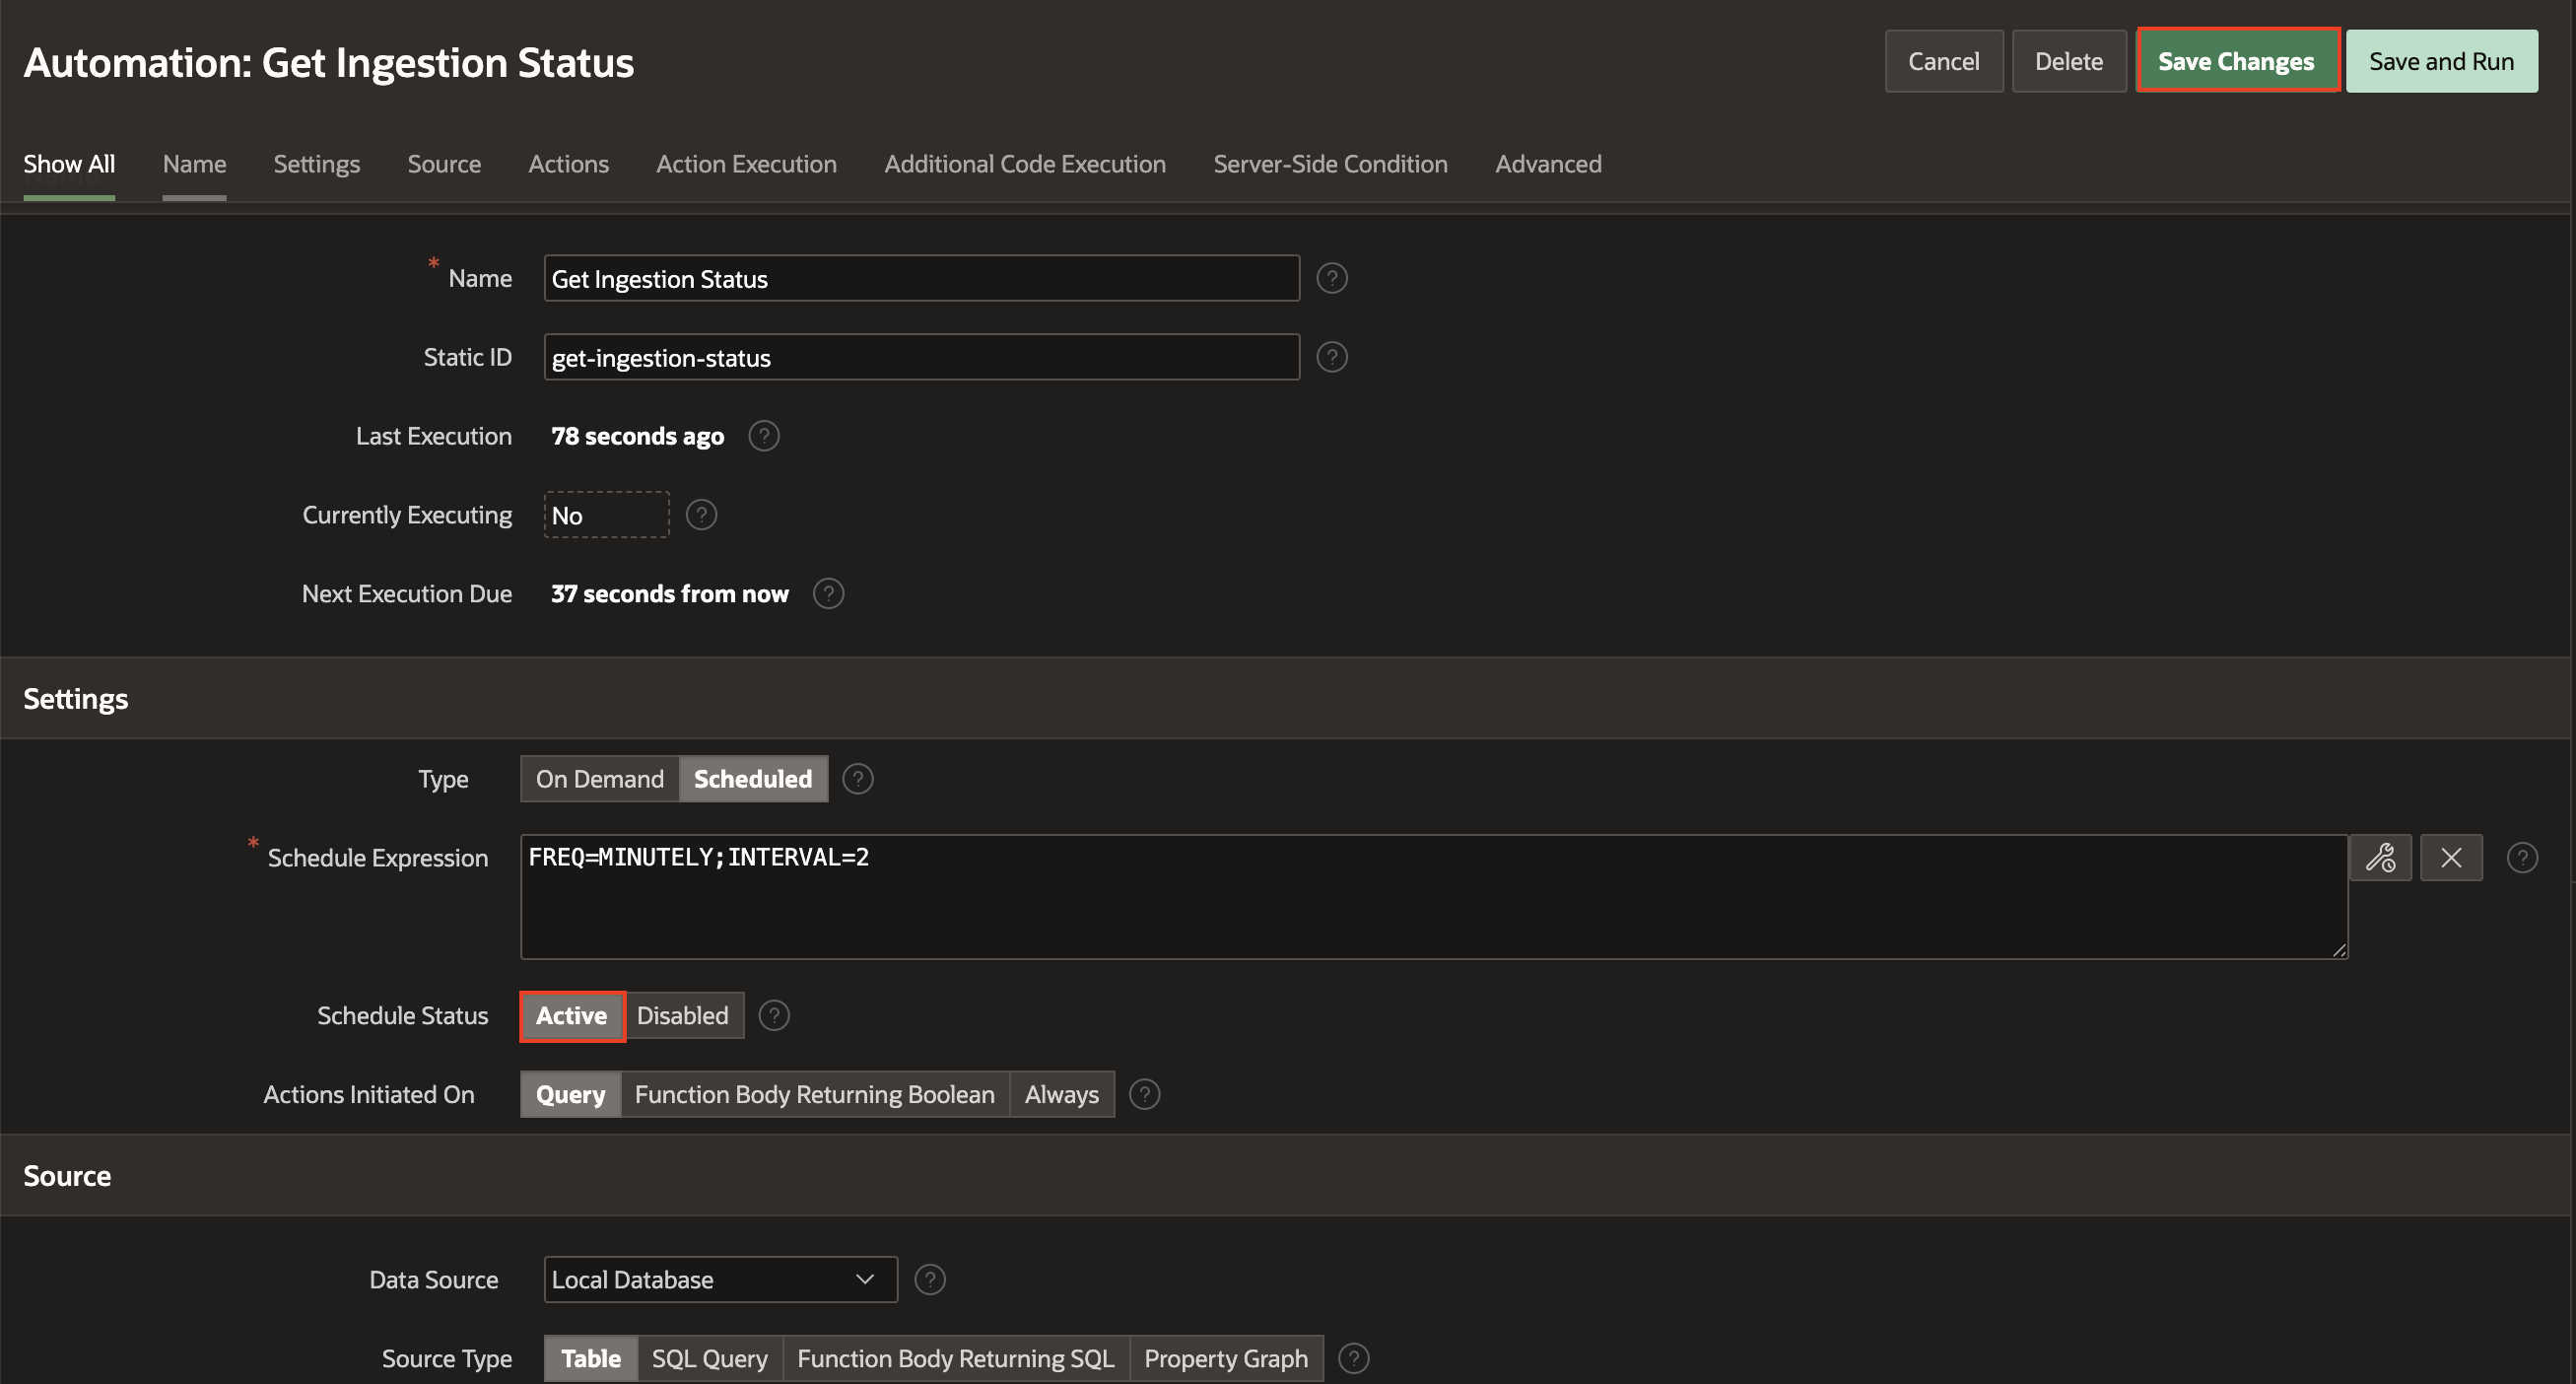 Automation: Get Ingestion Status
Cancel Delete Save Changes Save and Run
Show All Name Settings Source Actions Action Execution Additional Code Execution Server-Side Condition Advanced
* Name Get Ingestion Status ?
Static ID get-ingestion-status ?
Last Execution 78 seconds ago ?
Currently Executing No ?
Next Execution Due 37 seconds from now ?
Settings
Type On Demand Scheduled ?
* Schedule Expression FREQ=MINUTELY;INTERVAL=2 ?
Schedule Status Active Disabled ?
Actions Initiated On Query Function Body Returning Boolean Always ?
Source
Data Source Local Database ?
Source Type Table SQL Query Function Body Returning SQL Property Graph ?